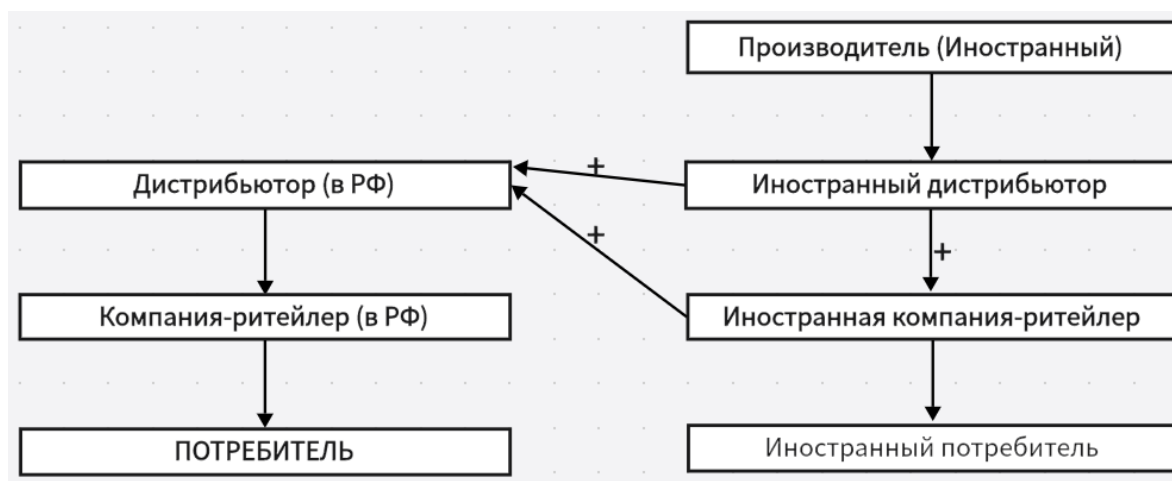 Производитель (Иностранный)
Дистрибьютор (в РФ)
+
Иностранный дистрибьютор
+
+
Компания-ритейлер (в РФ)
Иностранная компания-ритейлер
ПОТРЕБИТЕЛЬ
Иностранный потребитель